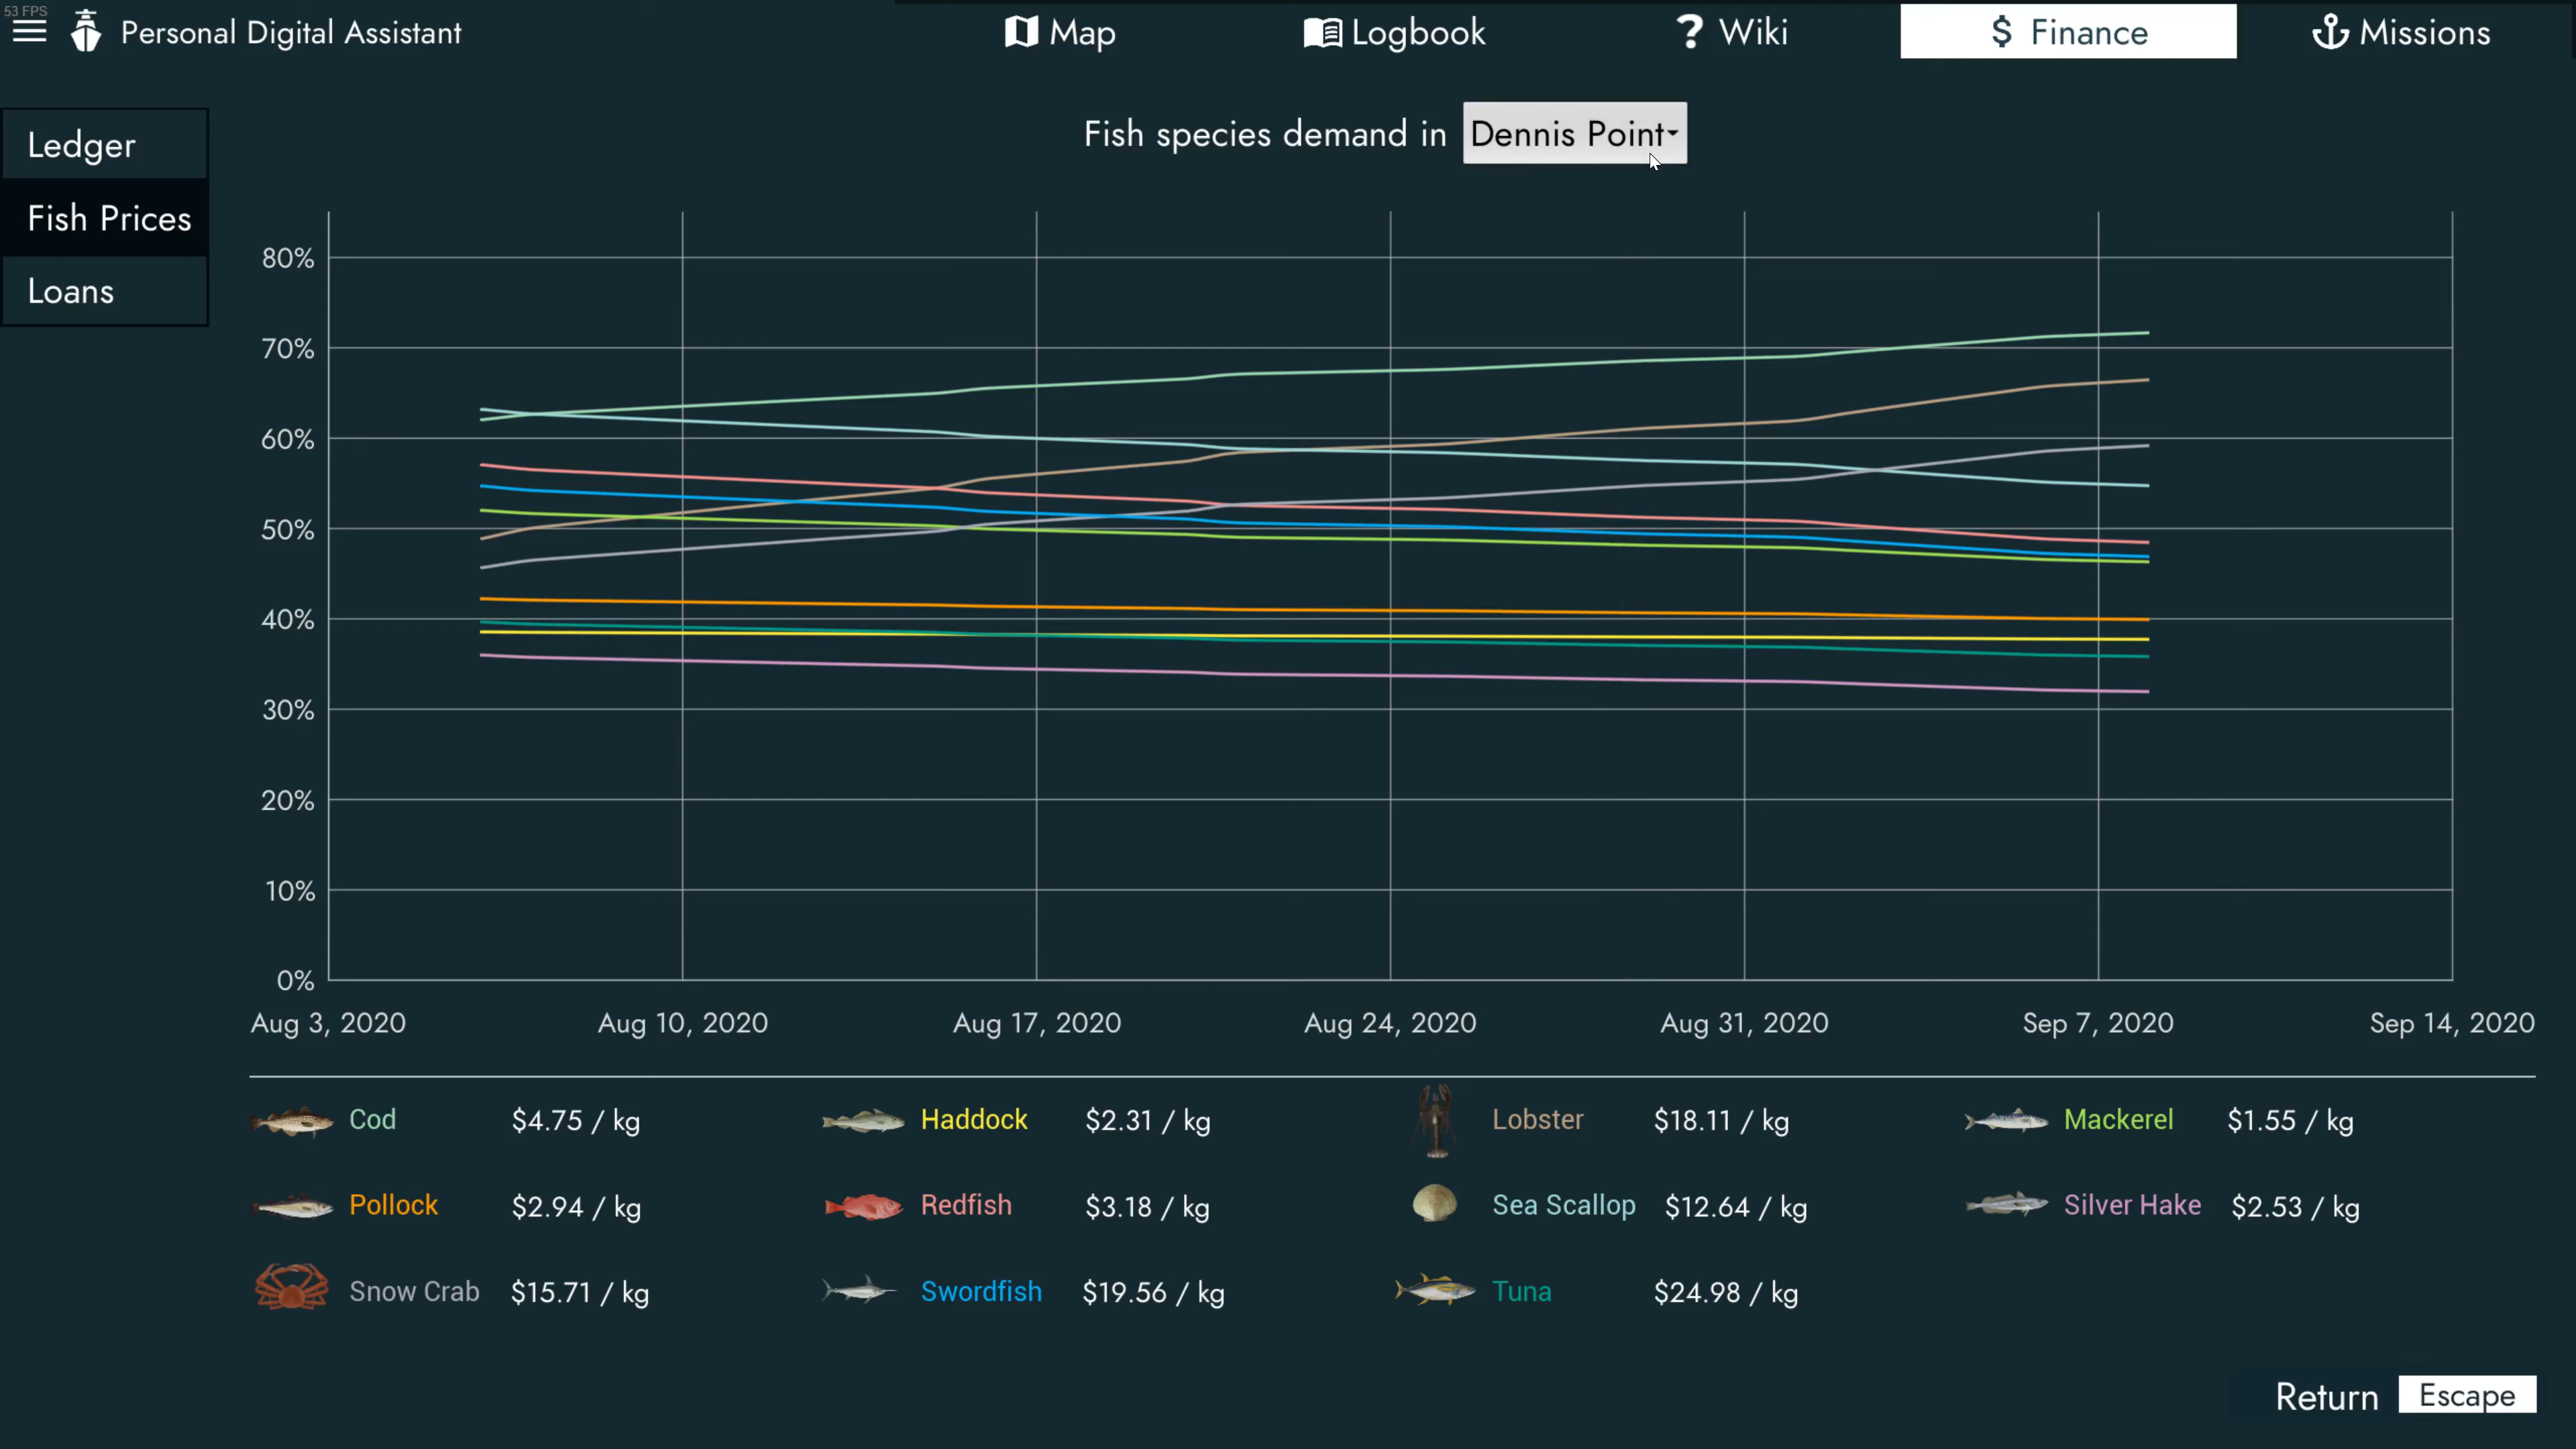 53 FPS
Personal Digital Assistant
Map
Logbook
? Wiki
$ Finance
Missions
Ledger
Fish Prices
Loans
Fish species demand in Dennis Point
80%
70%
60%
50%
40%
30%
20%
10%
0%
Aug 3, 2020 Aug 10, 2020 Aug 17, 2020 Aug 24, 2020 Aug 31, 2020 Sep 7, 2020 Sep 14, 2020
Cod $4.75 / kg Haddock $2.31 / kg Lobster $18.11 / kg Mackerel $1.55 / kg
Pollock $2.94 / kg Redfish $3.18 / kg Sea Scallop $12.64 / kg Silver Hake $2.53 / kg
Snow Crab $15.71 / kg Swordfish $19.56 / kg Tuna $24.98 / kg
Return Escape